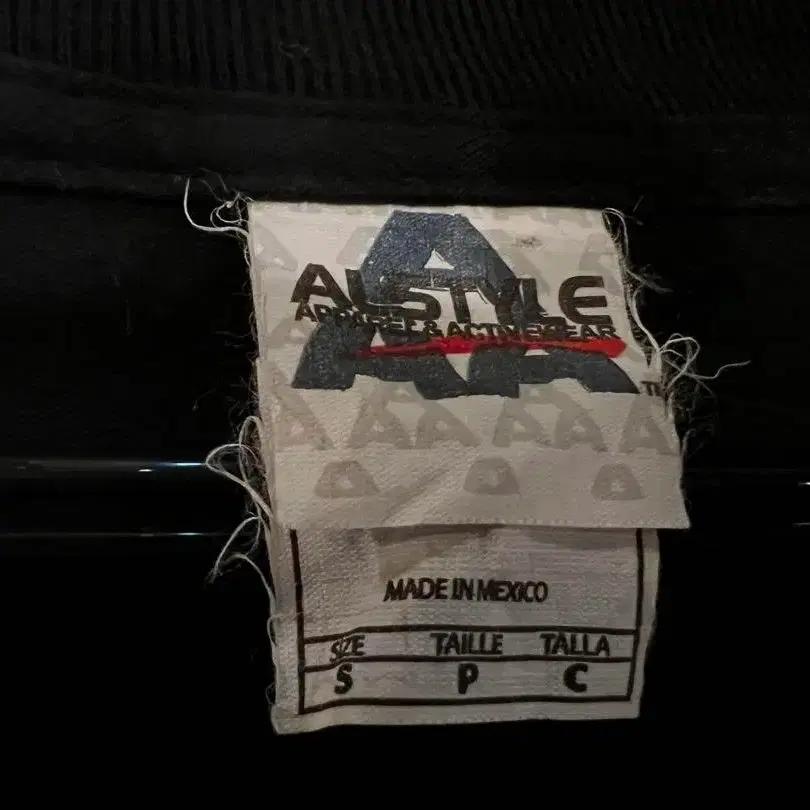 ALSTYLE
APPAREL & ACTIVEWEAR
MADE IN MEXICO
SIZE TAILLE TALLA
S P C